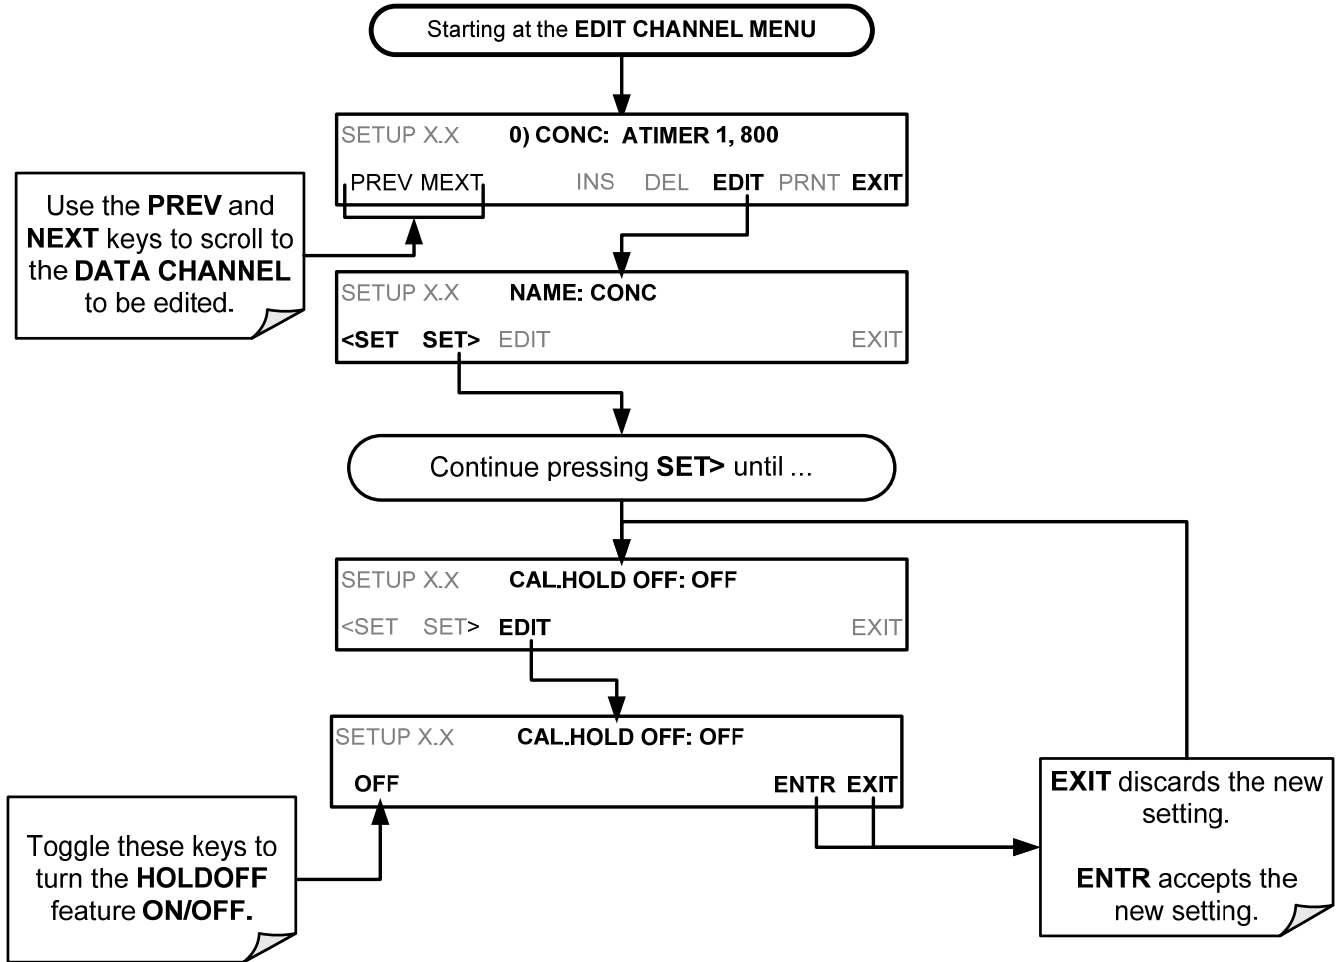 Starting at the EDIT CHANNEL MENU
SETUP X.X 0) CONC: ATIMER 1, 800
PREV MEXT INS DEL EDIT PRNT EXIT
Use the PREV and
NEXT keys to scroll to
the DATA CHANNEL
to be edited.
SETUP X.X NAME: CONC
<SET SET> EDIT EXIT
Continue pressing SET> until ...
SETUP X.X CAL.HOLD OFF: OFF
<SET SET> EDIT EXIT
SETUP X.X CAL.HOLD OFF: OFF
OFF ENTR EXIT
Toggle these keys to
turn the HOLDOFF
feature ON/OFF.
EXIT discards the new
setting.
ENTR accepts the
new setting.